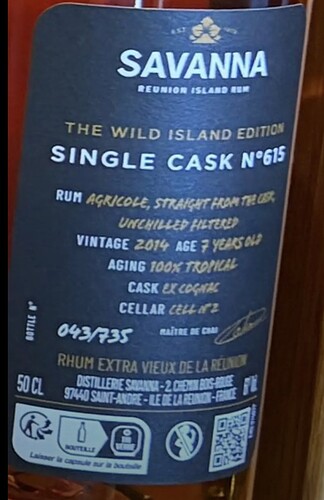 SAVANNA
REUNION ISLAND RUM
THE WILD ISLAND EDITION
SINGLE CASK N°615
RUM AGRICOLE, STRAIGHT FROM THE CASK,
UNCHILLED FILTERED
VINTAGE 2014 AGE 7 YEARS OLD
AGING 100% TROPICAL
CASK EX COGNAC
CELLAR CELL N°2
BOTTLE N°
043/735 MAÎTRE DE CHAI
RHUM EXTRA VIEUX DE LA RÉUNION
50 CL DISTILLERIE SAVANNA - 2, CHEMIN BOIS-ROUGE
97440 SAINT-ANDRE - ILE DE LA REUNION - FRANCE
BOUTEILLE
Laisser la capsule sur la bouteille